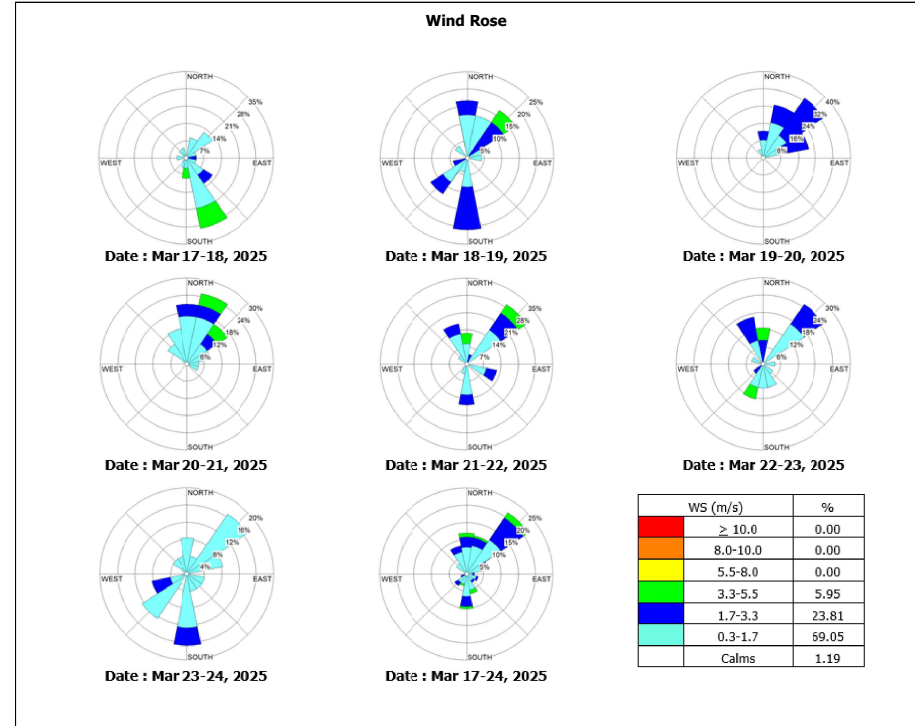 Wind Rose
NORTH
35%
28%
21%
14%
7%
WEST
EAST
SOUTH
Date : Mar 17-18, 2025
NORTH
25%
20%
15%
10%
5%
WEST
EAST
SOUTH
Date : Mar 18-19, 2025
NORTH
40%
32%
24%
16%
8%
WEST
EAST
SOUTH
Date : Mar 19-20, 2025
NORTH
30%
24%
18%
12%
6%
WEST
EAST
SOUTH
Date : Mar 20-21, 2025
NORTH
35%
28%
21%
14%
7%
WEST
EAST
SOUTH
Date : Mar 21-22, 2025
NORTH
30%
24%
18%
12%
6%
WEST
EAST
SOUTH
Date : Mar 22-23, 2025
NORTH
20%
16%
12%
8%
4%
WEST
EAST
SOUTH
Date : Mar 23-24, 2025
NORTH
25%
20%
15%
10%
5%
WEST
EAST
SOUTH
Date : Mar 17-24, 2025
WS (m/s) %
≥ 10.0 0.00
8.0-10.0 0.00
5.5-8.0 0.00
3.3-5.5 5.95
1.7-3.3 23.81
0.3-1.7 69.05
Calms 1.19